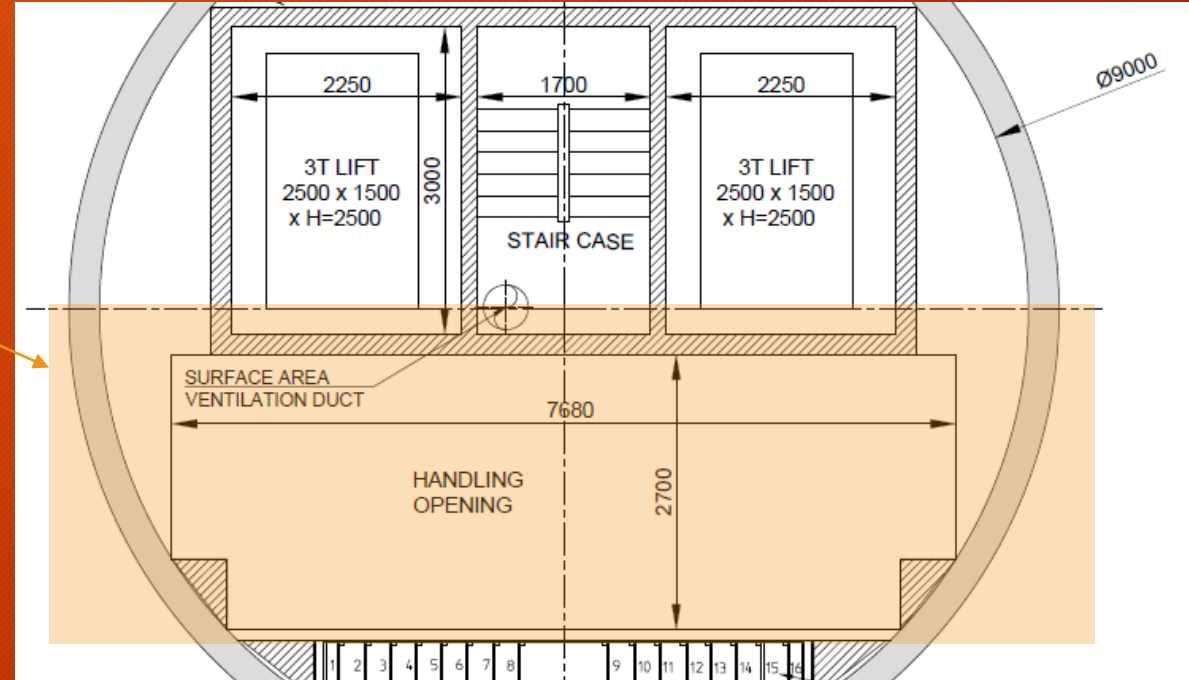 Ø9000
2250
1700
2250
3T LIFT
2500 x 1500
x H=2500
3000
3T LIFT
2500 x 1500
x H=2500
STAIR CASE
SURFACE AREA
VENTILATION DUCT
7680
HANDLING
OPENING
2700
1 2 3 4 5 6 7 8 9 10 11 12 13 14 15 16